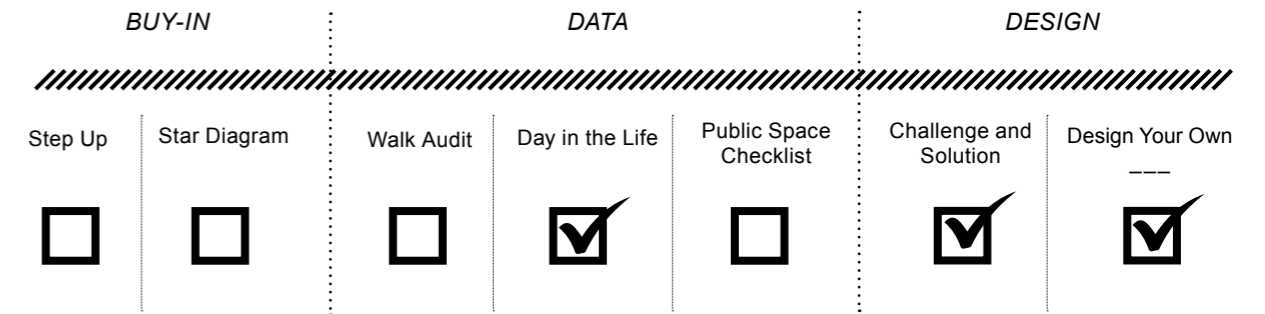 BUY-IN
DATA
DESIGN
Step Up
Star Diagram
Walk Audit
Day in the Life
Public Space
Checklist
Challenge and
Solution
Design Your Own
___